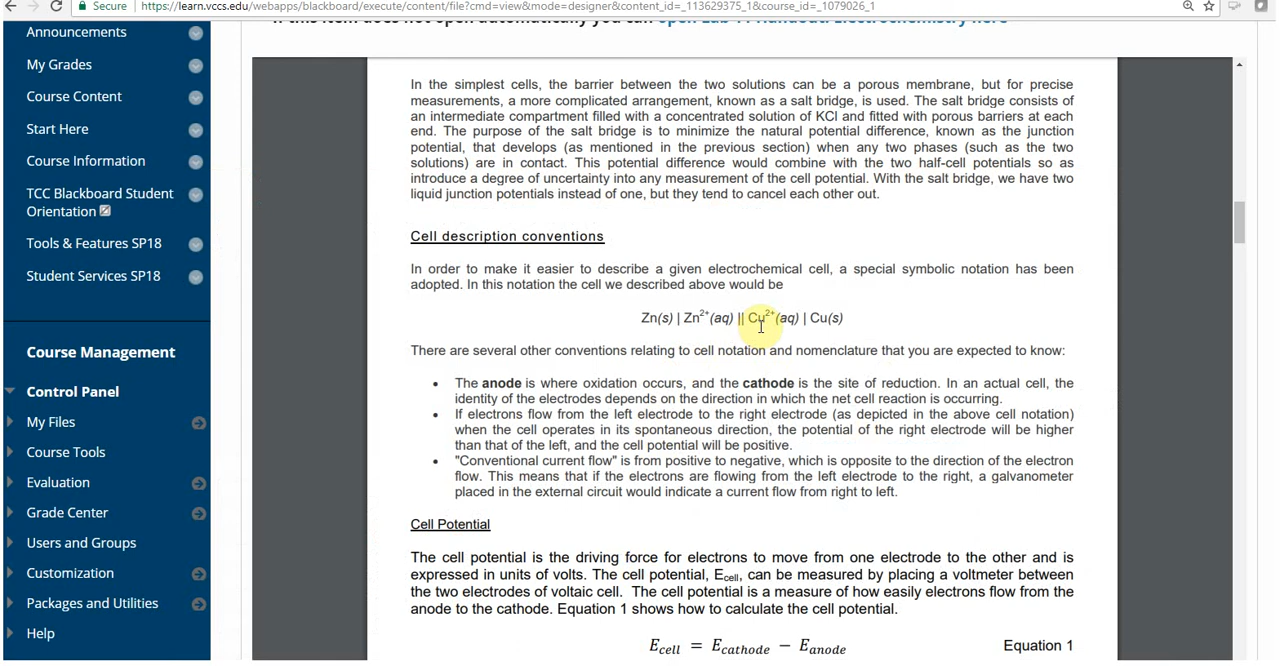 Secure https://learn.vccs.edu/webapps/blackboard/execute/content/file?cmd=view&mode=designer&content_id=_113629375_1&course_id=_1079026_1
If this item does not open automatically you can open Lab 11 Handout: Electrochemistry here
Announcements
My Grades
Course Content
Start Here
Course Information
TCC Blackboard Student
Orientation
Tools & Features SP18
Student Services SP18
Course Management
Control Panel
My Files
Course Tools
Evaluation
Grade Center
Users and Groups
Customization
Packages and Utilities
Help
In the simplest cells, the barrier between the two solutions can be a porous membrane, but for precise
measurements, a more complicated arrangement, known as a salt bridge, is used. The salt bridge consists of
an intermediate compartment filled with a concentrated solution of KCl and fitted with porous barriers at each
end. The purpose of the salt bridge is to minimize the natural potential difference, known as the junction
potential, that develops (as mentioned in the previous section) when any two phases (such as the two
solutions) are in contact. This potential difference would combine with the two half-cell potentials so as
introduce a degree of uncertainty into any measurement of the cell potential. With the salt bridge, we have two
liquid junction potentials instead of one, but they tend to cancel each other out.
Cell description conventions
In order to make it easier to describe a given electrochemical cell, a special symbolic notation has been
adopted. In this notation the cell we described above would be
Zn(s) | Zn²⁺(aq) || Cu²⁺(aq) | Cu(s)
There are several other conventions relating to cell notation and nomenclature that you are expected to know:
• The anode is where oxidation occurs, and the cathode is the site of reduction. In an actual cell, the
identity of the electrodes depends on the direction in which the net cell reaction is occurring.
• If electrons flow from the left electrode to the right electrode (as depicted in the above cell notation)
when the cell operates in its spontaneous direction, the potential of the right electrode will be higher
than that of the left, and the cell potential will be positive.
• "Conventional current flow" is from positive to negative, which is opposite to the direction of the electron
flow. This means that if the electrons are flowing from the left electrode to the right, a galvanometer
placed in the external circuit would indicate a current flow from right to left.
Cell Potential
The cell potential is the driving force for electrons to move from one electrode to the other and is
expressed in units of volts. The cell potential, Ecell, can be measured by placing a voltmeter between
the two electrodes of voltaic cell. The cell potential is a measure of how easily electrons flow from the
anode to the cathode. Equation 1 shows how to calculate the cell potential.
Ecell = Ecathode − Eanode Equation 1